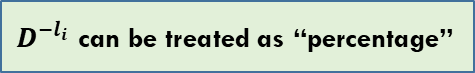 $D^{-l_i}$ can be treated as “percentage”